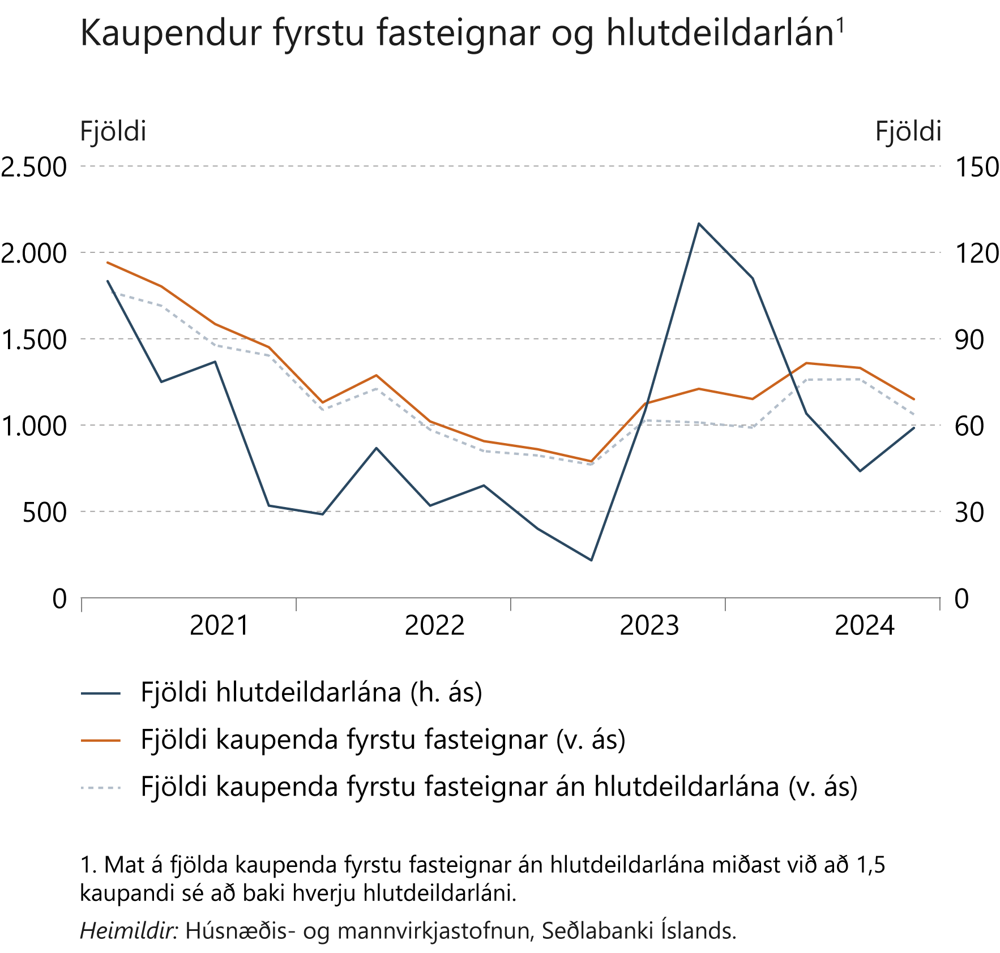 Kaupendur fyrstu fasteignar og hlutdeildarlán¹
Fjöldi Fjöldi
2.500 150
2.000 120
1.500 90
1.000 60
500 30
0 0
2021 2022 2023 2024
Fjöldi hlutdeildarlána (h. ás)
Fjöldi kaupenda fyrstu fasteignar (v. ás)
Fjöldi kaupenda fyrstu fasteignar án hlutdeildarlána (v. ás)
1. Mat á fjölda kaupenda fyrstu fasteignar án hlutdeildarlána miðast við að 1,5
kaupandi sé að baki hverju hlutdeildarláni.
Heimildir: Húsnæðis- og mannvirkjastofnun, Seðlabanki Íslands.